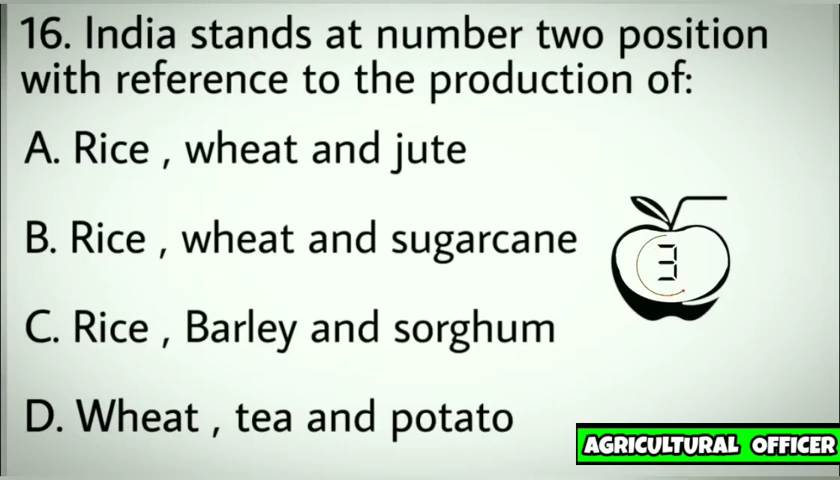 16. India stands at number two position
with reference to the production of:
A. Rice , wheat and jute
B. Rice , wheat and sugarcane
3
C. Rice , Barley and sorghum
D. Wheat , tea and potato
AGRICULTURAL OFFICER